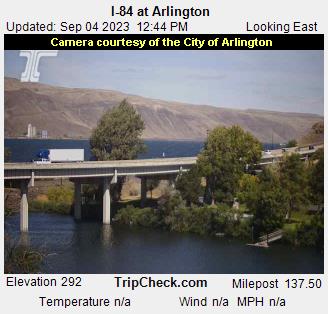 I-84 at Arlington
Updated: Sep 04 2023 12:44 PM Looking East
Camera courtesy of the City of Arlington
Elevation 292 TripCheck.com Milepost 137.50
Temperature n/a Wind n/a MPH n/a